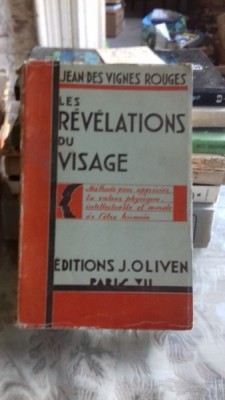 JEAN DES VIGNES ROUGES
LES
RÉVÉLATIONS
DU
VISAGE
Méthode pour apprécier
la valeur physique,
intellectuelle et morale
de l'être humain
EDITIONS J. OLIVEN
PARIS VII